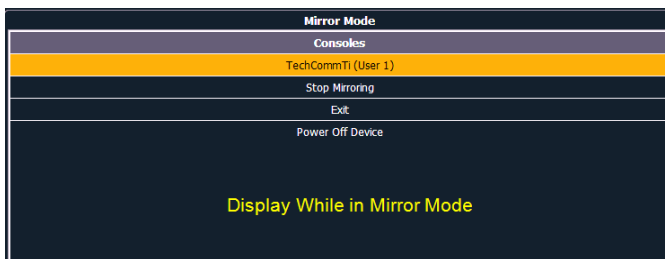 Mirror Mode
Consoles
TechCommTi (User 1)
Stop Mirroring
Exit
Power Off Device
Display While in Mirror Mode